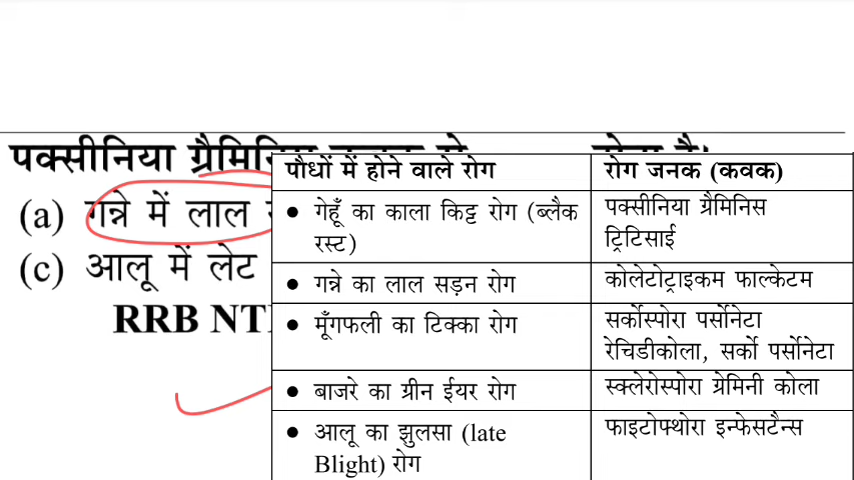 पक्सीनिया ग्रैमिनिस कवक से होता है।
(a) गन्ने में लाल
(c) आलू में लेट
RRB NT
पौधों में होने वाले रोग रोग जनक (कवक)
• गेहूँ का काला किट्ट रोग (ब्लैक पक्सीनिया ग्रैमिनिस
रस्ट) ट्रिटिसाई
• गन्ने का लाल सड़न रोग कोलेटोट्राइकम फाल्केटम
• मूँगफली का टिक्का रोग सर्कोस्पोरा पर्सोनेटा
रेचिडीकोला, सर्को पर्सोनेटा
• बाजरे का ग्रीन ईयर रोग स्क्लेरोस्पोरा ग्रेमिनी कोला
• आलू का झुलसा (late फाइटोफ्थोरा इन्फेसटैन्स
Blight) रोग